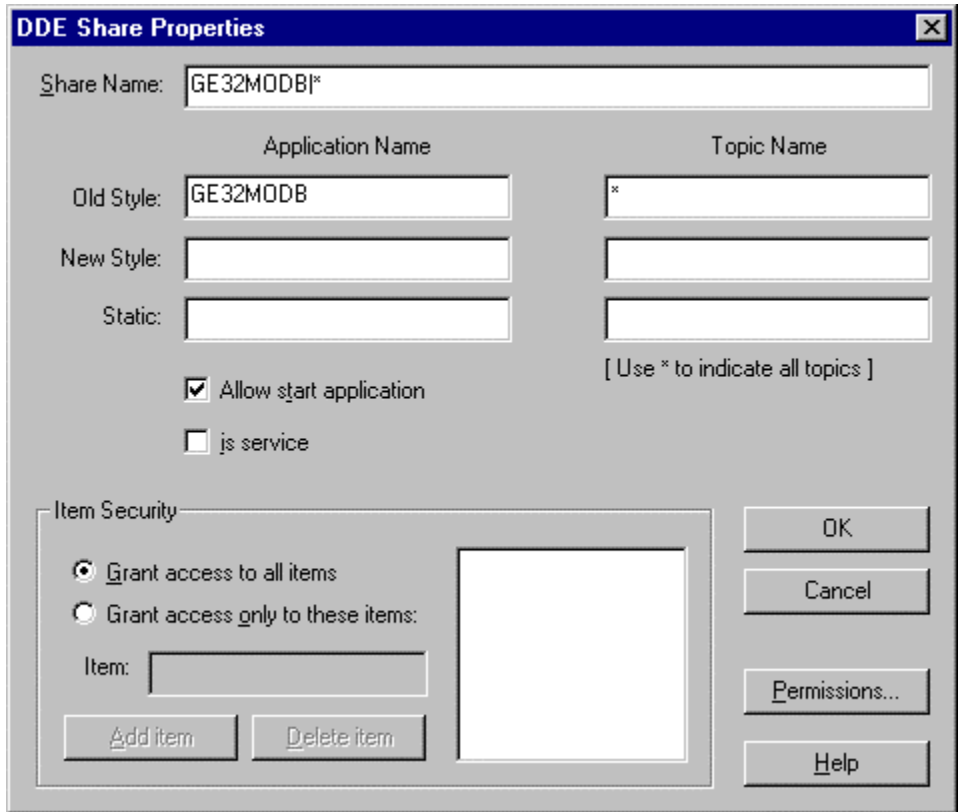 DDE Share Properties
Share Name: GE32MODB|*
Application Name Topic Name
Old Style: GE32MODB *
New Style:
Static:
[ Use * to indicate all topics ]
Allow start application
is service
Item Security
Grant access to all items
Grant access only to these items:
Item:
Add item Delete item
OK
Cancel
Permissions...
Help